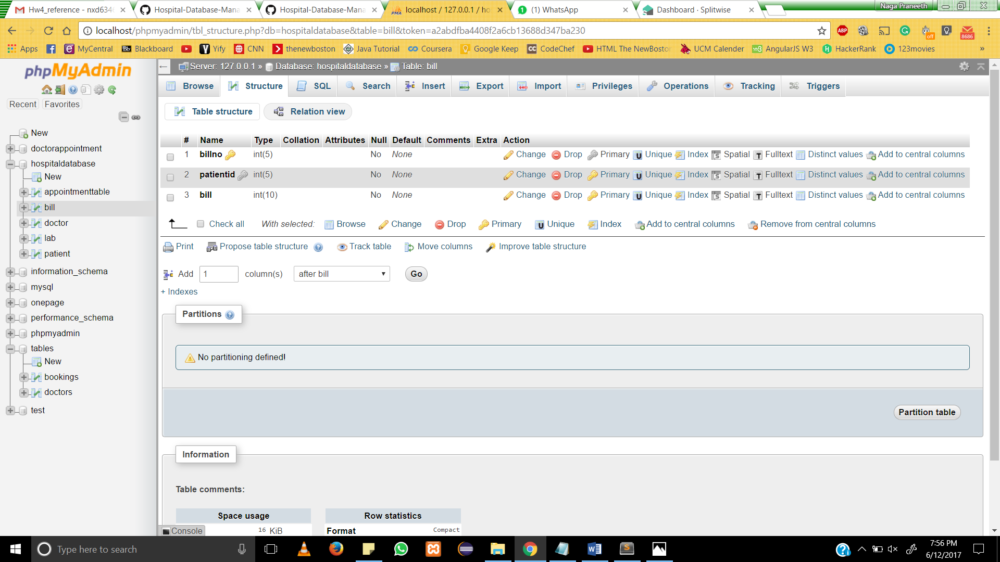 Hw4_reference - nxd6346
Hospital-Database-Mana
Hospital-Database-Mana
localhost / 127.0.0.1 / ho
(1) WhatsApp
Dashboard · Splitwise
Naga Praneeth
localhost/phpmyadmin/tbl_structure.php?db=hospitaldatabase&table=bill&token=a2abdfba4408f2a6cb13688d347ba230
ABP
off
8686
Apps
MyCentral
Bb Blackboard
Yify
CNN
thenewboston
Java Tutorial
Coursera
Google Keep
CC CodeChef
HTML The NewBosto
UCM Calender
w3 AngularJS W3
HackerRank
123movies
»
phpMyAdmin
Recent Favorites
New
doctorappointment
hospitaldatabase
New
appointmenttable
bill
doctor
lab
patient
information_schema
mysql
onepage
performance_schema
phpmyadmin
tables
New
bookings
doctors
test
Server: 127.0.0.1 » Database: hospitaldatabase » Table: bill
Browse Structure SQL Search Insert Export Import Privileges Operations Tracking Triggers
Table structure Relation view
# Name Type Collation Attributes Null Default Comments Extra Action
1 billno int(5) No None Change Drop Primary Unique Index Spatial Fulltext Distinct values Add to central columns
2 patientid int(5) No None Change Drop Primary Unique Index Spatial Fulltext Distinct values Add to central columns
3 bill int(10) No None Change Drop Primary Unique Index Spatial Fulltext Distinct values Add to central columns
Check all With selected: Browse Change Drop Primary Unique Index Add to central columns Remove from central columns
Print Propose table structure Track table Move columns Improve table structure
Add 1 column(s) after bill Go
+ Indexes
Partitions
No partitioning defined!
Partition table
Information
Table comments:
Space usage Row statistics
16 KiB Format Compact
Console
Type here to search
7:56 PM
6/12/2017